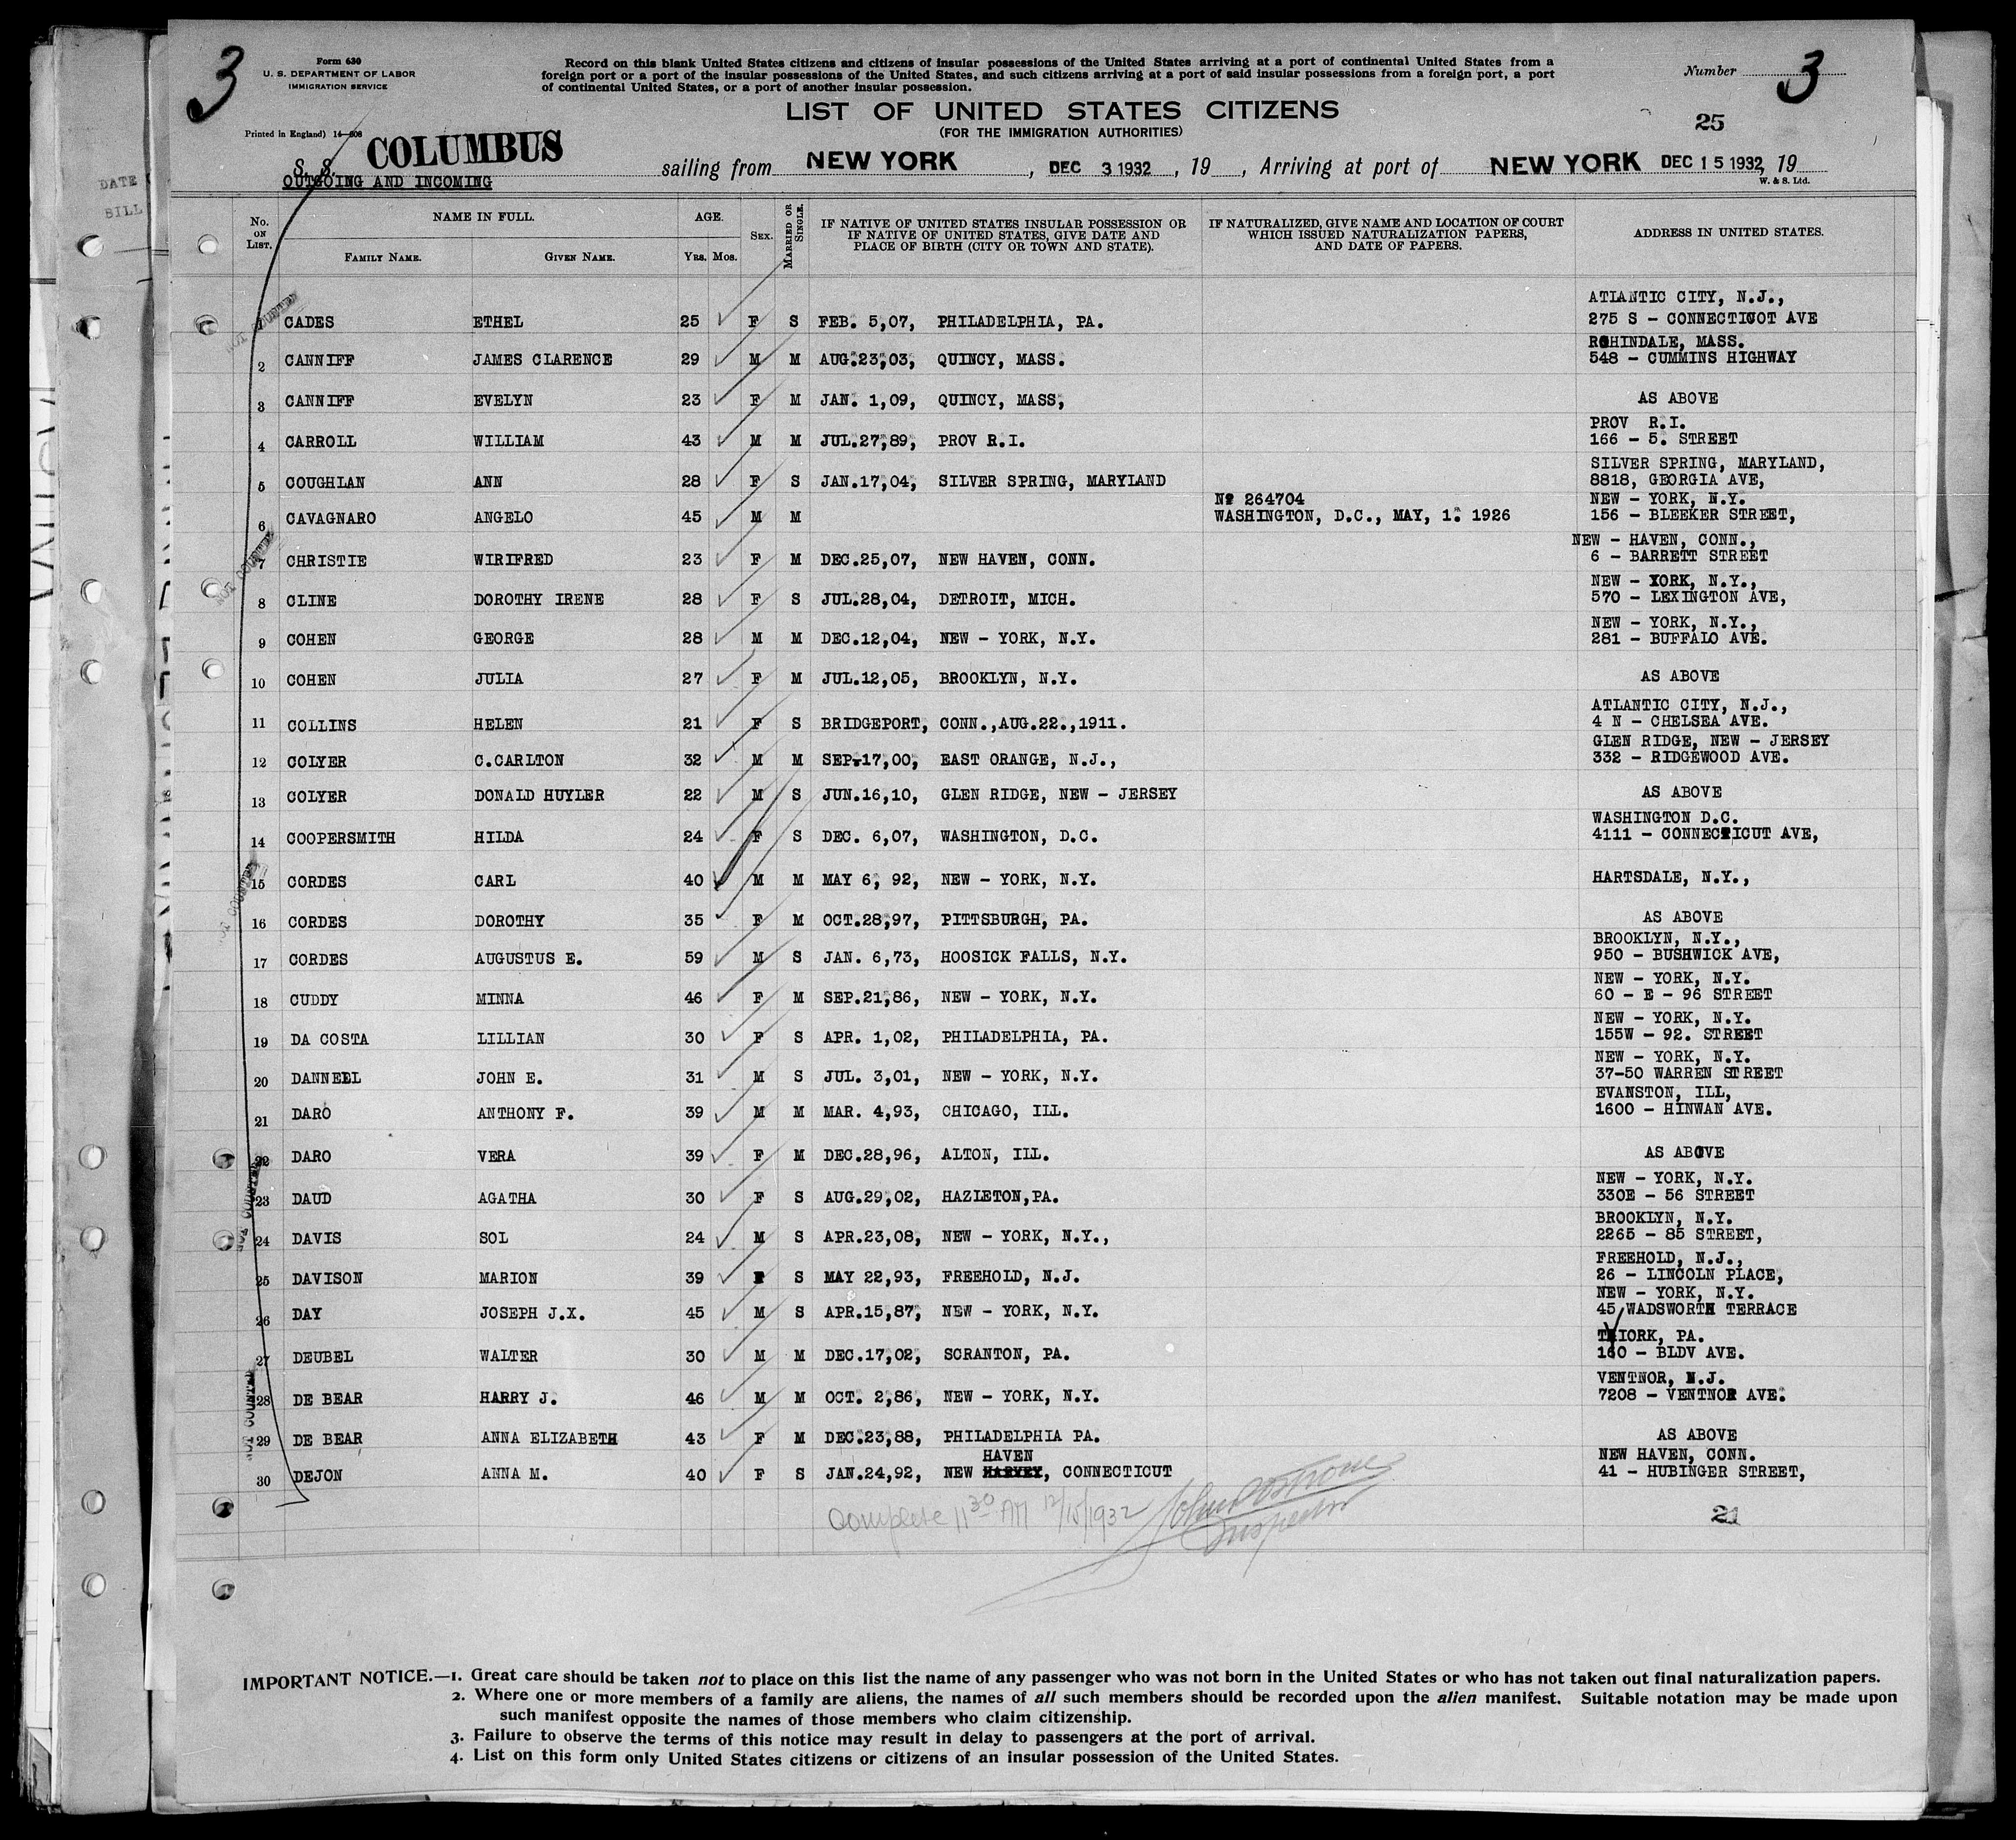 3
Form 630
U. S. DEPARTMENT OF LABOR
IMMIGRATION SERVICE
Record on this blank United States citizens and citizens of insular possessions of the United States arriving at a port of continental United States from a
foreign port or a port of the insular possessions of the United States, and such citizens arriving at a port of said insular possessions from a foreign port, a port
of continental United States, or a port of another insular possession.
Number 3
LIST OF UNITED STATES CITIZENS
(FOR THE IMMIGRATION AUTHORITIES)
25
Printed in England) 14—608
S. S. COLUMBUS sailing from NEW YORK, DEC 3 1932, 19 , Arriving at port of NEW YORK DEC 15 1932, 19
OUTGOING AND INCOMING
W. & S. Ltd.
DATE
BILL
No. ON LIST.
NAME IN FULL.
FAMILY NAME. GIVEN NAME.
AGE.
YRS. MOS.
SEX.
MARRIED OR SINGLE.
IF NATIVE OF UNITED STATES INSULAR POSSESSION OR
IF NATIVE OF UNITED STATES, GIVE DATE AND
PLACE OF BIRTH (CITY OR TOWN AND STATE).
IF NATURALIZED, GIVE NAME AND LOCATION OF COURT
WHICH ISSUED NATURALIZATION PAPERS,
AND DATE OF PAPERS.
ADDRESS IN UNITED STATES.
ATLANTIC CITY, N.J.,
1 CADES ETHEL 25 F S FEB. 5,07, PHILADELPHIA, PA. 275 S - CONNECTICOT AVE
ROHINDALE, MASS.
2 CANNIFF JAMES CLARENCE 29 M M AUG.23,03, QUINCY, MASS. 548 - CUMMINS HIGHWAY
3 CANNIFF EVELYN 23 F M JAN. 1,09, QUINCY, MASS, AS ABOVE
PROV R.I.
4 CARROLL WILLIAM 43 M M JUL.27,89, PROV R.I. 166 - 5. STREET
SILVER SPRING, MARYLAND,
5 COUGHLAN ANN 28 F S JAN.17,04, SILVER SPRING, MARYLAND 8818, GEORGIA AVE,
Nº 264704 NEW - YORK, N.Y.
6 CAVAGNARO ANGELO 45 M M WASHINGTON, D.C., MAY, 1. 1926 156 - BLEEKER STREET,
NEW - HAVEN, CONN.,
7 CHRISTIE WIRIFRED 23 F M DEC.25,07, NEW HAVEN, CONN. 6 - BARRETT STREET
NEW - YORK, N.Y.,
8 CLINE DOROTHY IRENE 28 F S JUL.28,04, DETROIT, MICH. 570 - LEXINGTON AVE,
NEW - YORK, N.Y.,
9 COHEN GEORGE 28 M M DEC.12,04, NEW - YORK, N.Y. 281 - BUFFALO AVE.
10 COHEN JULIA 27 F M JUL.12,05, BROOKLYN, N.Y. AS ABOVE
ATLANTIC CITY, N.J.,
11 COLLINS HELEN 21 F S BRIDGEPORT, CONN.,AUG.22.,1911. 4 N - CHELSEA AVE.
GLEN RIDGE, NEW - JERSEY
12 COLYER C.CARLTON 32 M M SEP.17,00, EAST ORANGE, N.J., 332 - RIDGEWOOD AVE.
13 COLYER DONALD HUYLER 22 M S JUN.16,10, GLEN RIDGE, NEW - JERSEY AS ABOVE
WASHINGTON D.C.
14 COOPERSMITH HILDA 24 F S DEC. 6,07, WASHINGTON, D.C. 4111 - CONNECTICUT AVE,
15 CORDES CARL 40 M M MAY 6, 92, NEW - YORK, N.Y. HARTSDALE, N.Y.,
16 CORDES DOROTHY 35 F M OCT.28,97, PITTSBURGH, PA. AS ABOVE
BROOKLYN, N.Y.,
17 CORDES AUGUSTUS E. 59 M S JAN. 6,73, HOOSICK FALLS, N.Y. 950 - BUSHWICK AVE,
NEW - YORK, N.Y.
18 CUDDY MINNA 46 F M SEP.21,86, NEW - YORK, N.Y. 60 - E - 96 STREET
NEW - YORK, N.Y.
19 DA COSTA LILLIAN 30 F S APR. 1,02, PHILADELPHIA, PA. 155W - 92. STREET
NEW - YORK, N.Y.
20 DANNEEL JOHN E. 31 M S JUL. 3,01, NEW - YORK, N.Y. 37-50 WARREN STREET
EVANSTON, ILL,
21 DARO ANTHONY F. 39 M M MAR. 4,93, CHICAGO, ILL. 1600 - HINWAN AVE.
22 DARO VERA 39 F M DEC.28,96, ALTON, ILL. AS ABOVE
NEW - YORK, N.Y.
23 DAUD AGATHA 30 F S AUG.29,02, HAZLETON,PA. 330E - 56 STREET
BROOKLYN, N.Y.
24 DAVIS SOL 24 M S APR.23,08, NEW - YORK, N.Y., 2265 - 85 STREET,
FREEHOLD, N.J.,
25 DAVISON MARION 39 F S MAY 22,93, FREEHOLD, N.J. 26 - LINCOLN PLACE,
NEW - YORK, N.Y.
26 DAY JOSEPH J.X. 45 M S APR.15,87, NEW - YORK, N.Y. 45 WADSWORTH TERRACE
PA.
27 DEUBEL WALTER 30 M M DEC.17,02, SCRANTON, PA. 160 - BLDV AVE.
VENTNOR, N.J.
28 DE BEAR HARRY J. 46 M M OCT. 2,86, NEW - YORK, N.Y. 7208 - VENTNOR AVE.
29 DE BEAR ANNA ELIZABETH 43 F M DEC.23,88, PHILADELPHIA PA. AS ABOVE
HAVEN NEW HAVEN, CONN.
30 DEJON ANNA M. 40 F S JAN.24,92, NEW HARVEY, CONNECTICUT 41 - HUBINGER STREET,
NOT COUNTED
NOT COUNTED
NOT COUNTED
NOT COUNTED
NOT COUNTED
Complete 11 30 AM 12/15/1932 John Inspector
21
IMPORTANT NOTICE.—1. Great care should be taken not to place on this list the name of any passenger who was not born in the United States or who has not taken out final naturalization papers.
2. Where one or more members of a family are aliens, the names of all such members should be recorded upon the alien manifest. Suitable notation may be made upon
such manifest opposite the names of those members who claim citizenship.
3. Failure to observe the terms of this notice may result in delay to passengers at the port of arrival.
4. List on this form only United States citizens or citizens of an insular possession of the United States.